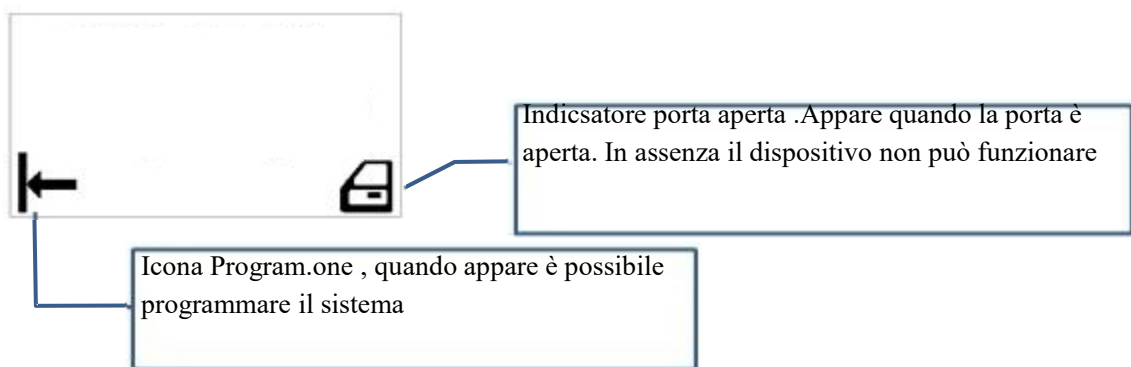 Indicsatore porta aperta .Appare quando la porta è
aperta. In assenza il dispositivo non può funzionare
Icona Program.one , quando appare è possibile
programmare il sistema